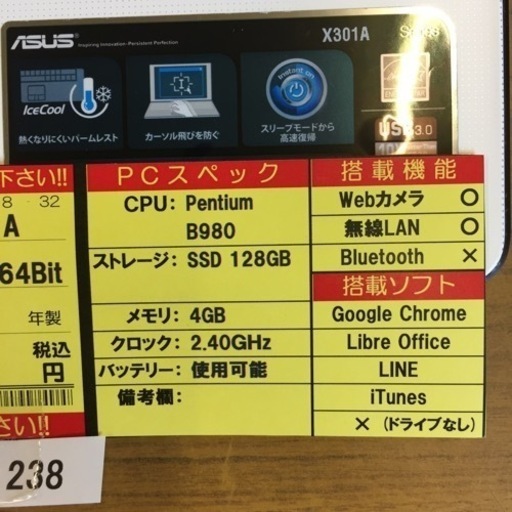 ASUS
Inspiring Innovation · Persistent Perfection
X301A
IceCool
熱くなりにくいパームレスト
カーソル飛びを防ぐ
Instant on
スリープモードから
高速復帰
USB 3.0
下さい!!
8 32
A
64Bit
年製
税込
円
さい!!
238
PCスペック
CPU: Pentium
B980
ストレージ: SSD 128GB
メモリ: 4GB
クロック: 2.40GHz
バッテリー: 使用可能
備考欄:
搭載機能
Webカメラ ○
無線LAN ○
Bluetooth ×
搭載ソフト
Google Chrome
Libre Office
LINE
iTunes
× (ドライブなし)